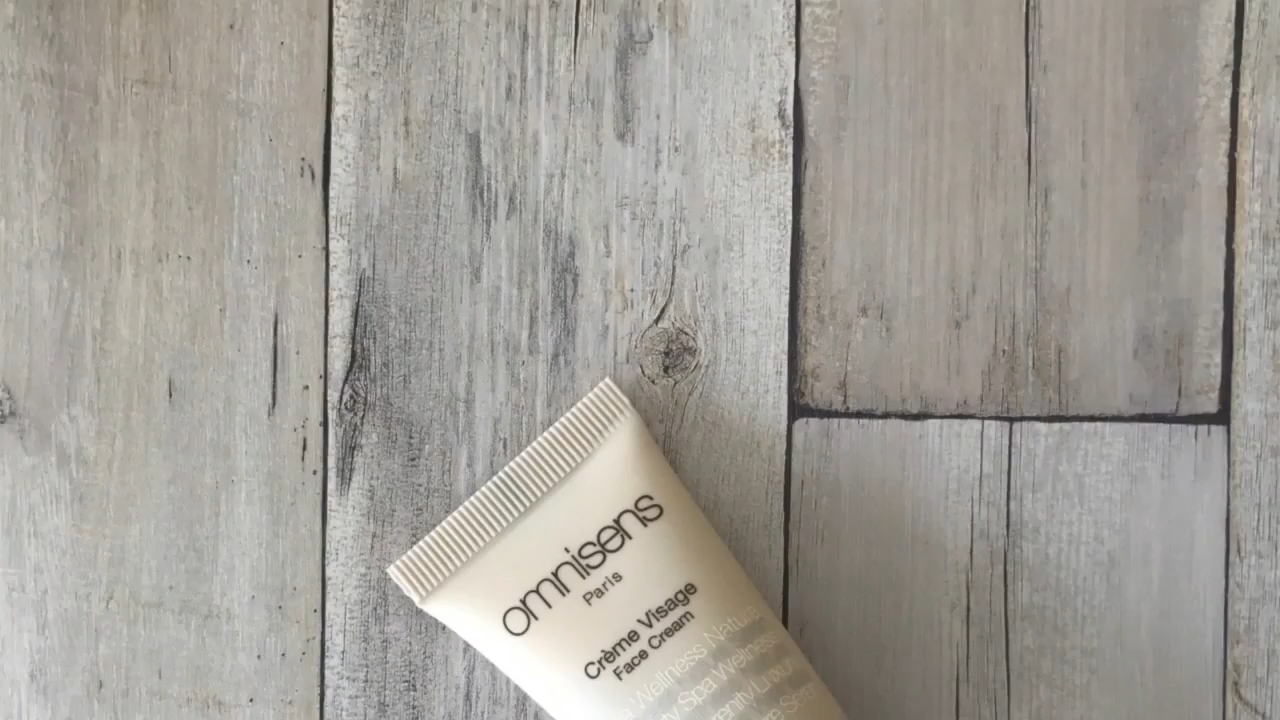 omnisens
Paris
Crème Visage
Face Cream
Wellness
Spa Wellness